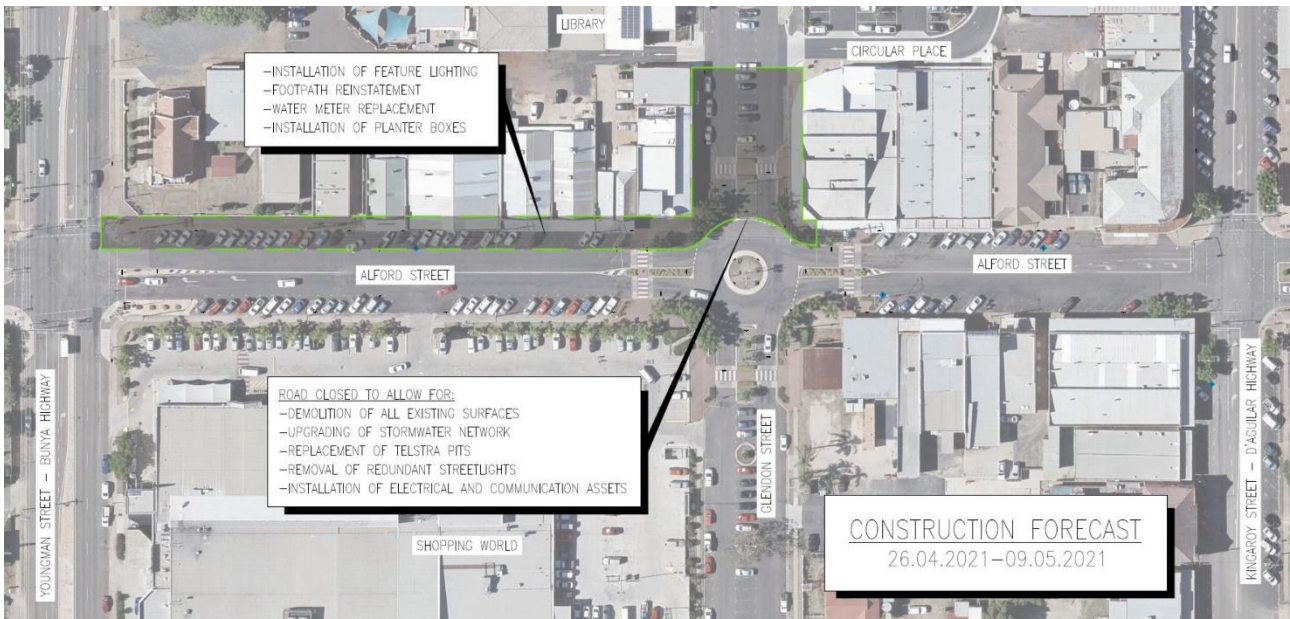 LIBRARY
CIRCULAR PLACE
-INSTALLATION OF FEATURE LIGHTING
-FOOTPATH REINSTATEMENT
-WATER METER REPLACEMENT
-INSTALLATION OF PLANTER BOXES
ALFORD STREET
ALFORD STREET
ROAD CLOSED TO ALLOW FOR:
-DEMOLITION OF ALL EXISTING SURFACES
-UPGRADING OF STORMWATER NETWORK
-REPLACEMENT OF TELSTRA PITS
-REMOVAL OF REDUNDANT STREETLIGHTS
-INSTALLATION OF ELECTRICAL AND COMMUNICATION ASSETS
YOUNGMAN STREET - BUNYA HIGHWAY
GLENDON STREET
KINGAROY STREET - D'AGUILAR HIGHWAY
SHOPPING WORLD
CONSTRUCTION FORECAST
26.04.2021-09.05.2021